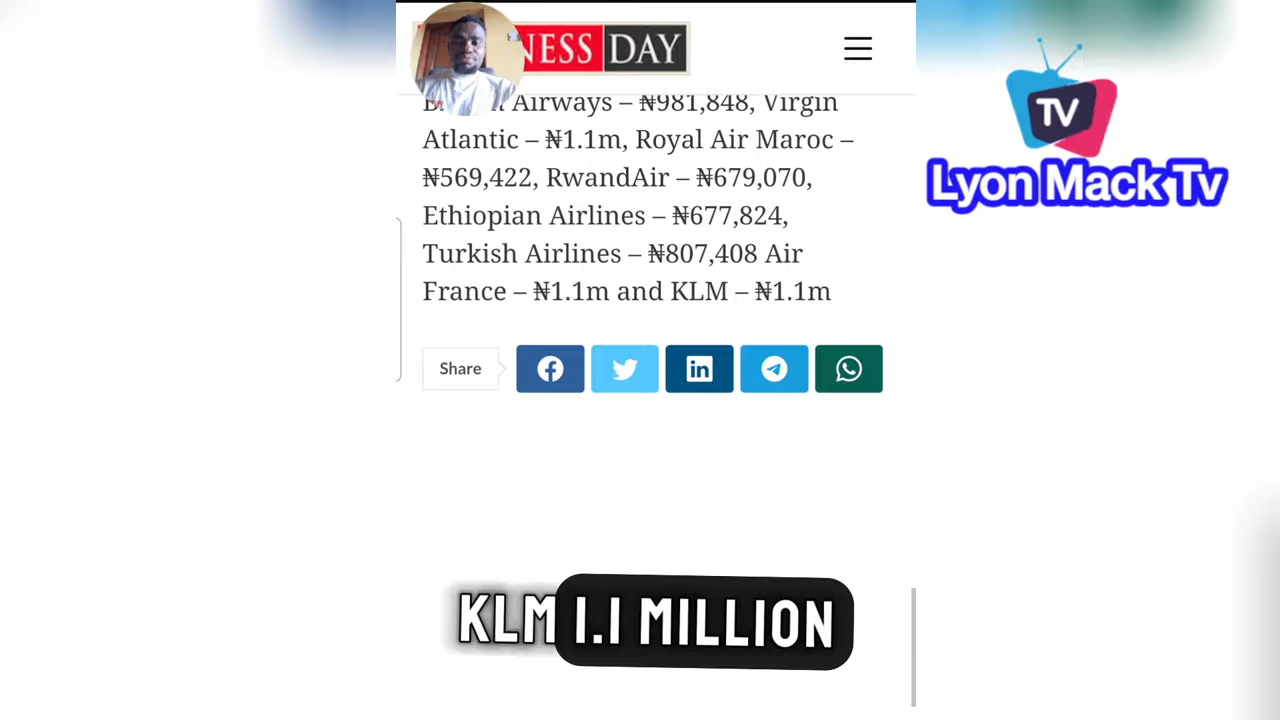 NESS DAY
Airways – ₦981,848, Virgin
Atlantic – ₦1.1m, Royal Air Maroc –
₦569,422, RwandAir – ₦679,070,
Ethiopian Airlines – ₦677,824,
Turkish Airlines – ₦807,408 Air
France – ₦1.1m and KLM – ₦1.1m
Share
TV
Lyon Mack Tv
KLM 1.1 MILLION